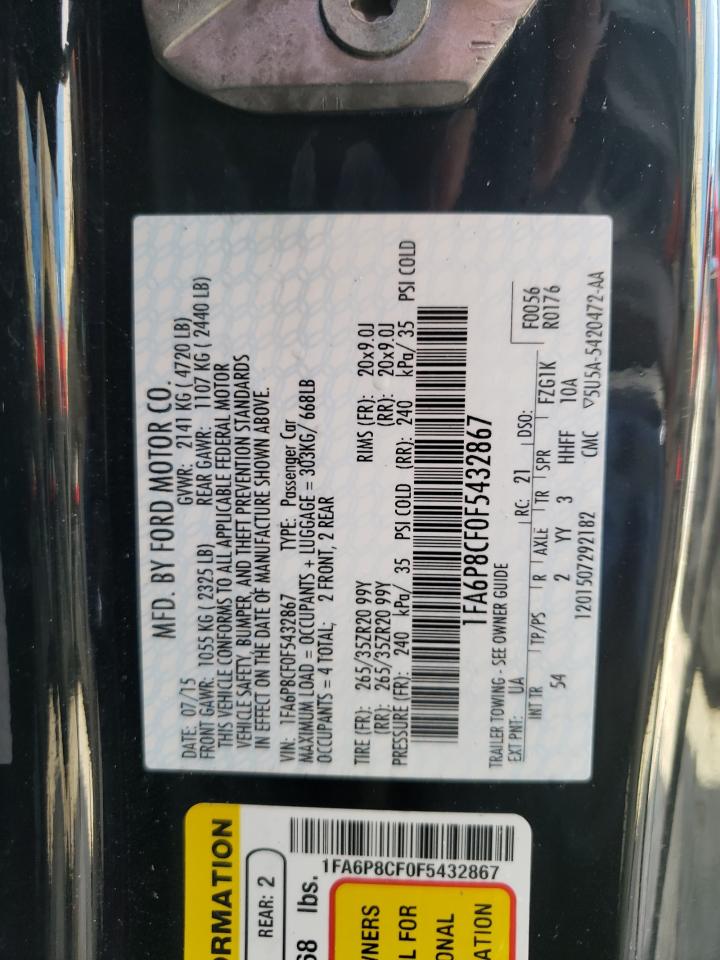 MFD. BY FORD MOTOR CO.
DATE: 07/15 GVWR: 2141 KG ( 4720 LB)
FRONT GAWR: 1055 KG ( 2325 LB) REAR GAWR: 1107 KG ( 2440 LB)
THIS VEHICLE CONFORMS TO ALL APPLICABLE FEDERAL MOTOR
VEHICLE SAFETY, BUMPER, AND THEFT PREVENTION STANDARDS
IN EFFECT ON THE DATE OF MANUFACTURE SHOWN ABOVE.
VIN: 1FA6P8CF0F5432867 TYPE: Passenger Car
MAXIMUM LOAD = OCCUPANTS + LUGGAGE = 303KG/ 668LB
OCCUPANTS = 4 TOTAL; 2 FRONT, 2 REAR
TIRE (FR): 265/35ZR20 99Y RIMS (FR): 20x9.0J
(RR): 265/35ZR20 99Y (RR): 20x9.0J
PRESSURE (FR): 240 kPa/ 35 PSI COLD (RR): 240 kPa/ 35 PSI COLD
1FA6P8CF0F5432867
TRAILER TOWING - SEE OWNER GUIDE
EXT PNT: UA RC: 21 DSO: F0056
INT TR TP/PS R AXLE TR SPR FZG1K R0176
54 2 YY 3 HHFF 10A
1201507292182 CMC ▽5U5A-5420472-AA
RMATION
REAR: 2
68 lbs.
1FA6P8CF0F5432867
WNERS
L FOR
ONAL
ATION